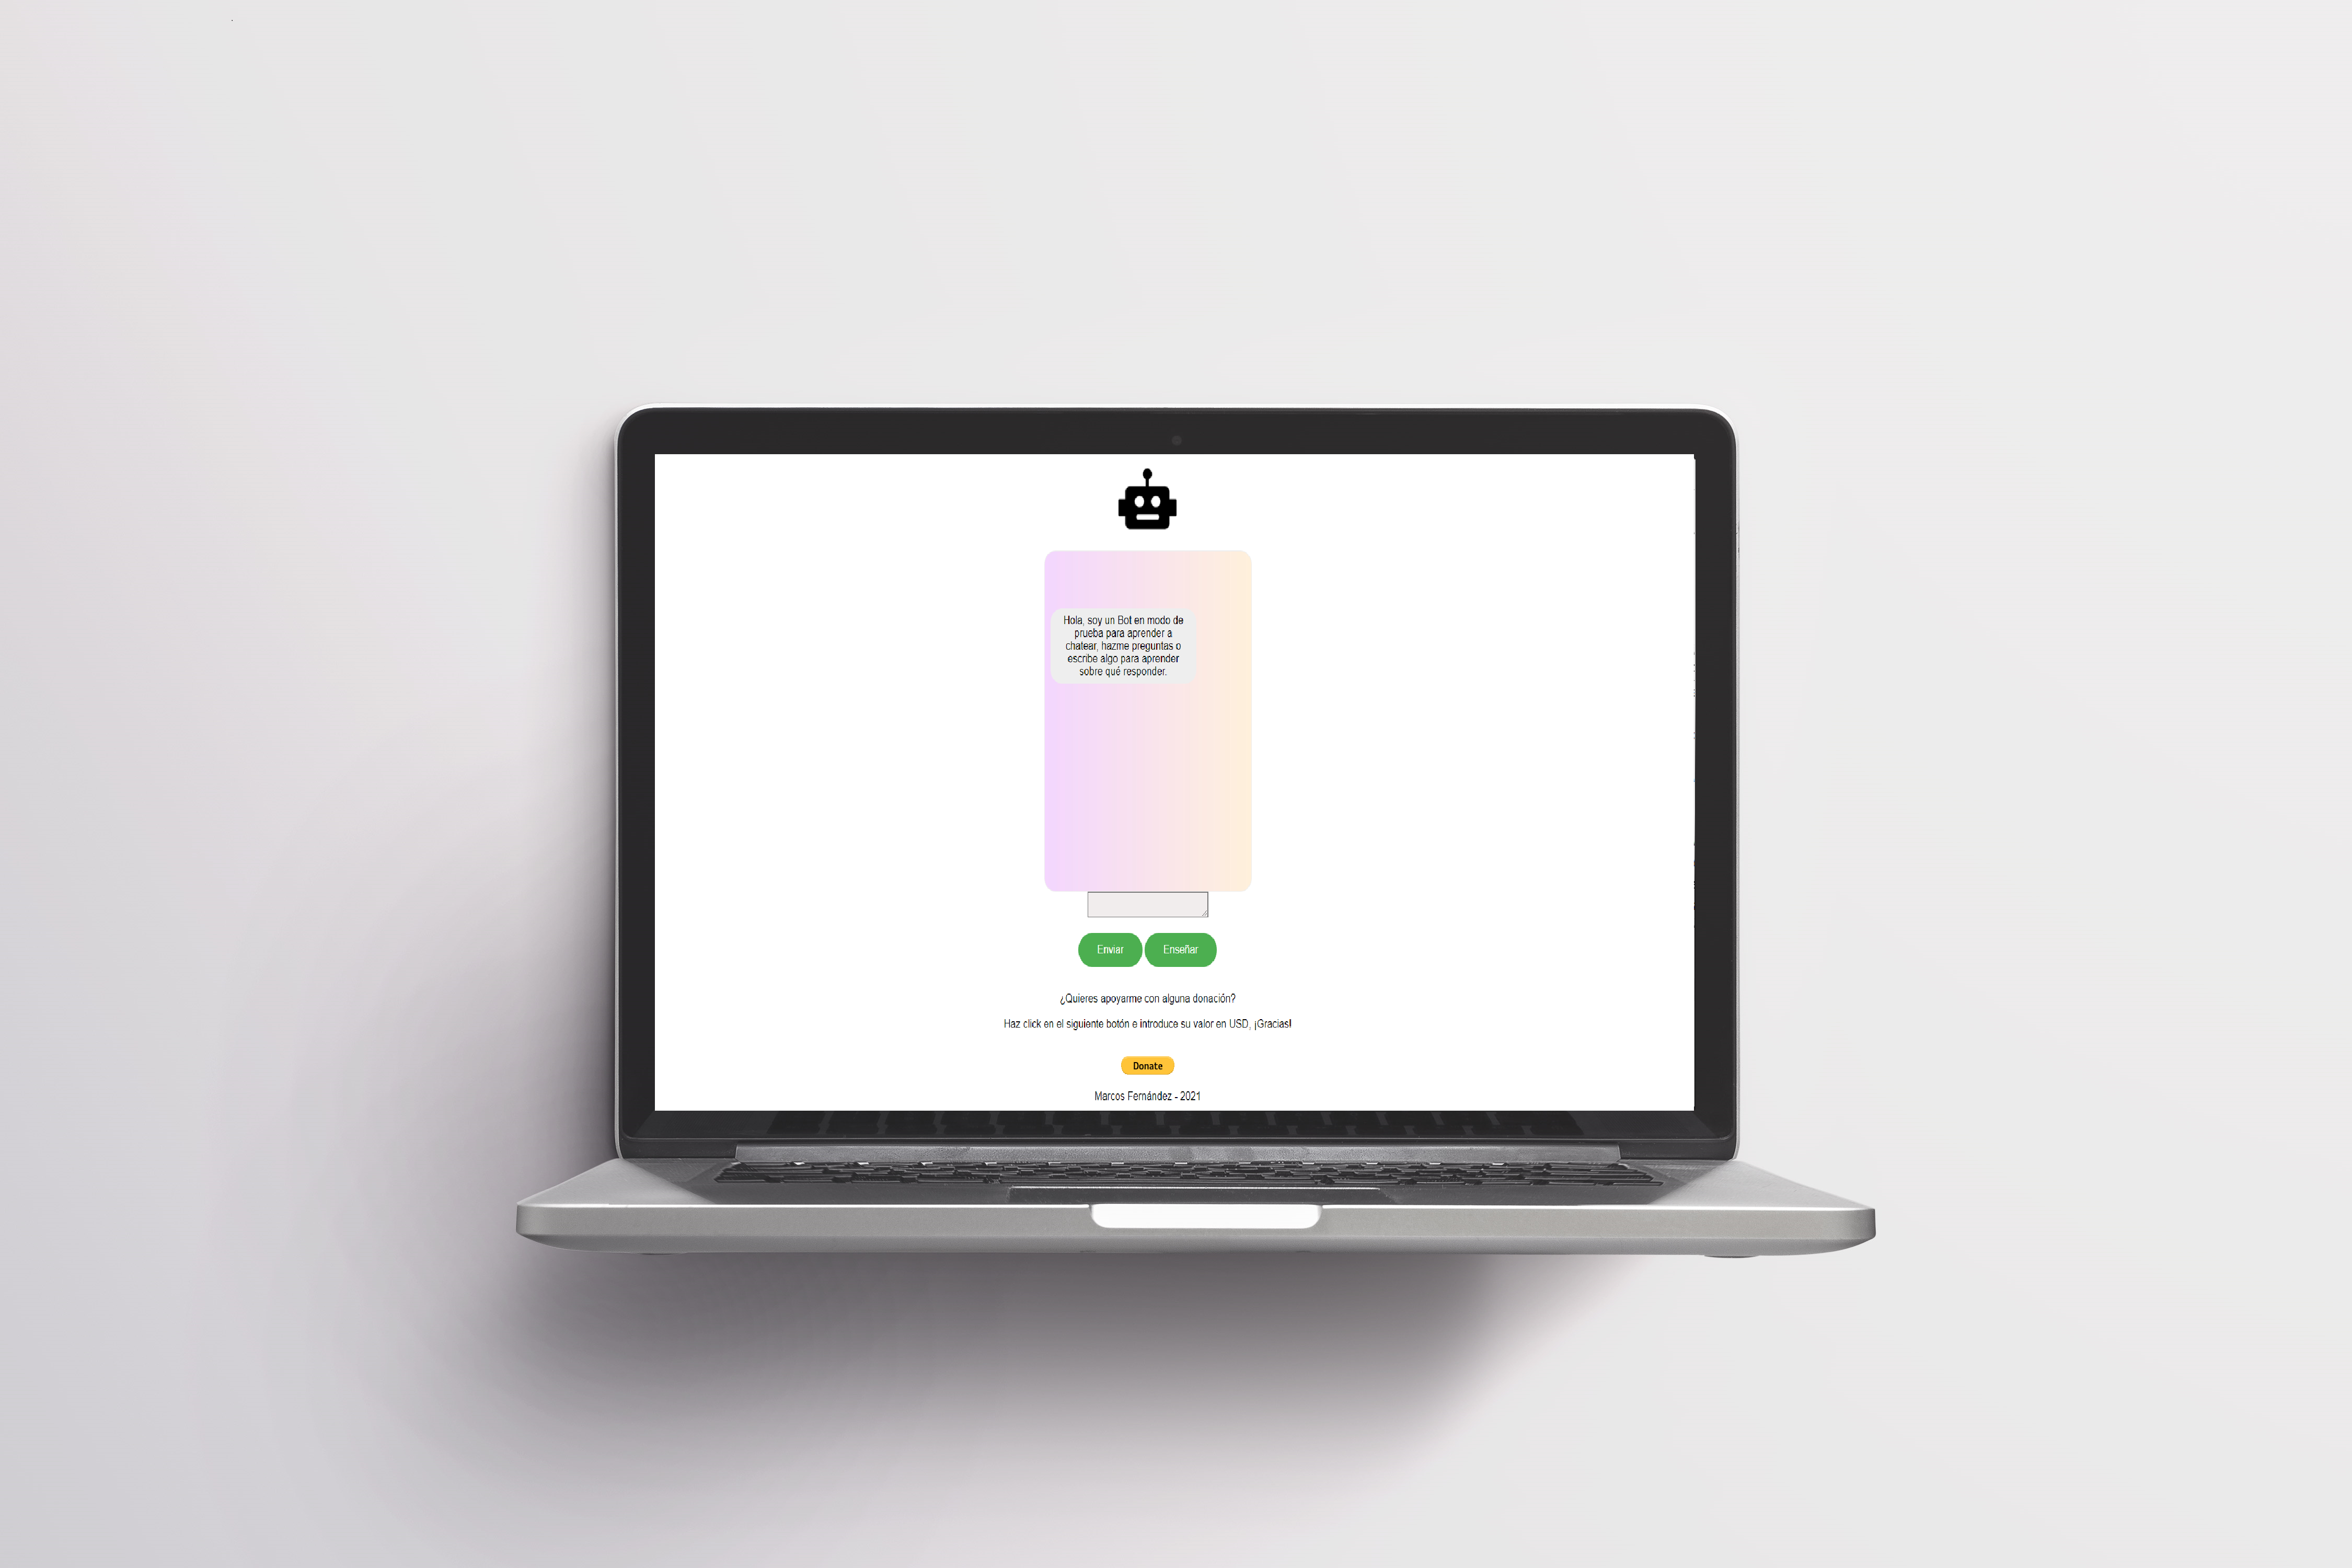 Hola, soy un Bot en modo de
prueba para aprender a
chatear, hazme preguntas o
escribe algo para aprender
sobre qué responder.
Enviar Enseñar
¿Quieres apoyarme con alguna donación?
Haz click en el siguiente botón e introduce su valor en USD, ¡Gracias!
Donate
Marcos Fernández - 2021